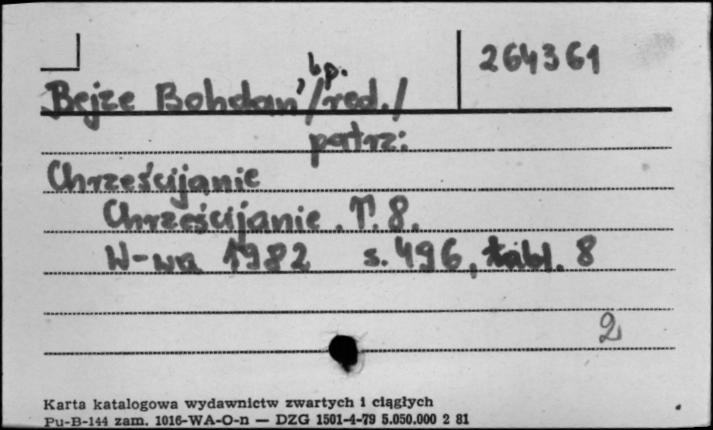 264361
bp.
Bejze Bohdan /red./
patrz:
Chrześcijanie
Chrześcijanie. T. 8.
W-wa 1982 s. 496, tabl. 8
2
Karta katalogowa wydawnictw zwartych i ciągłych
Pu-B-144 zam. 1016-WA-O-n — DZG 1501-4-79 5.050.000 2 81